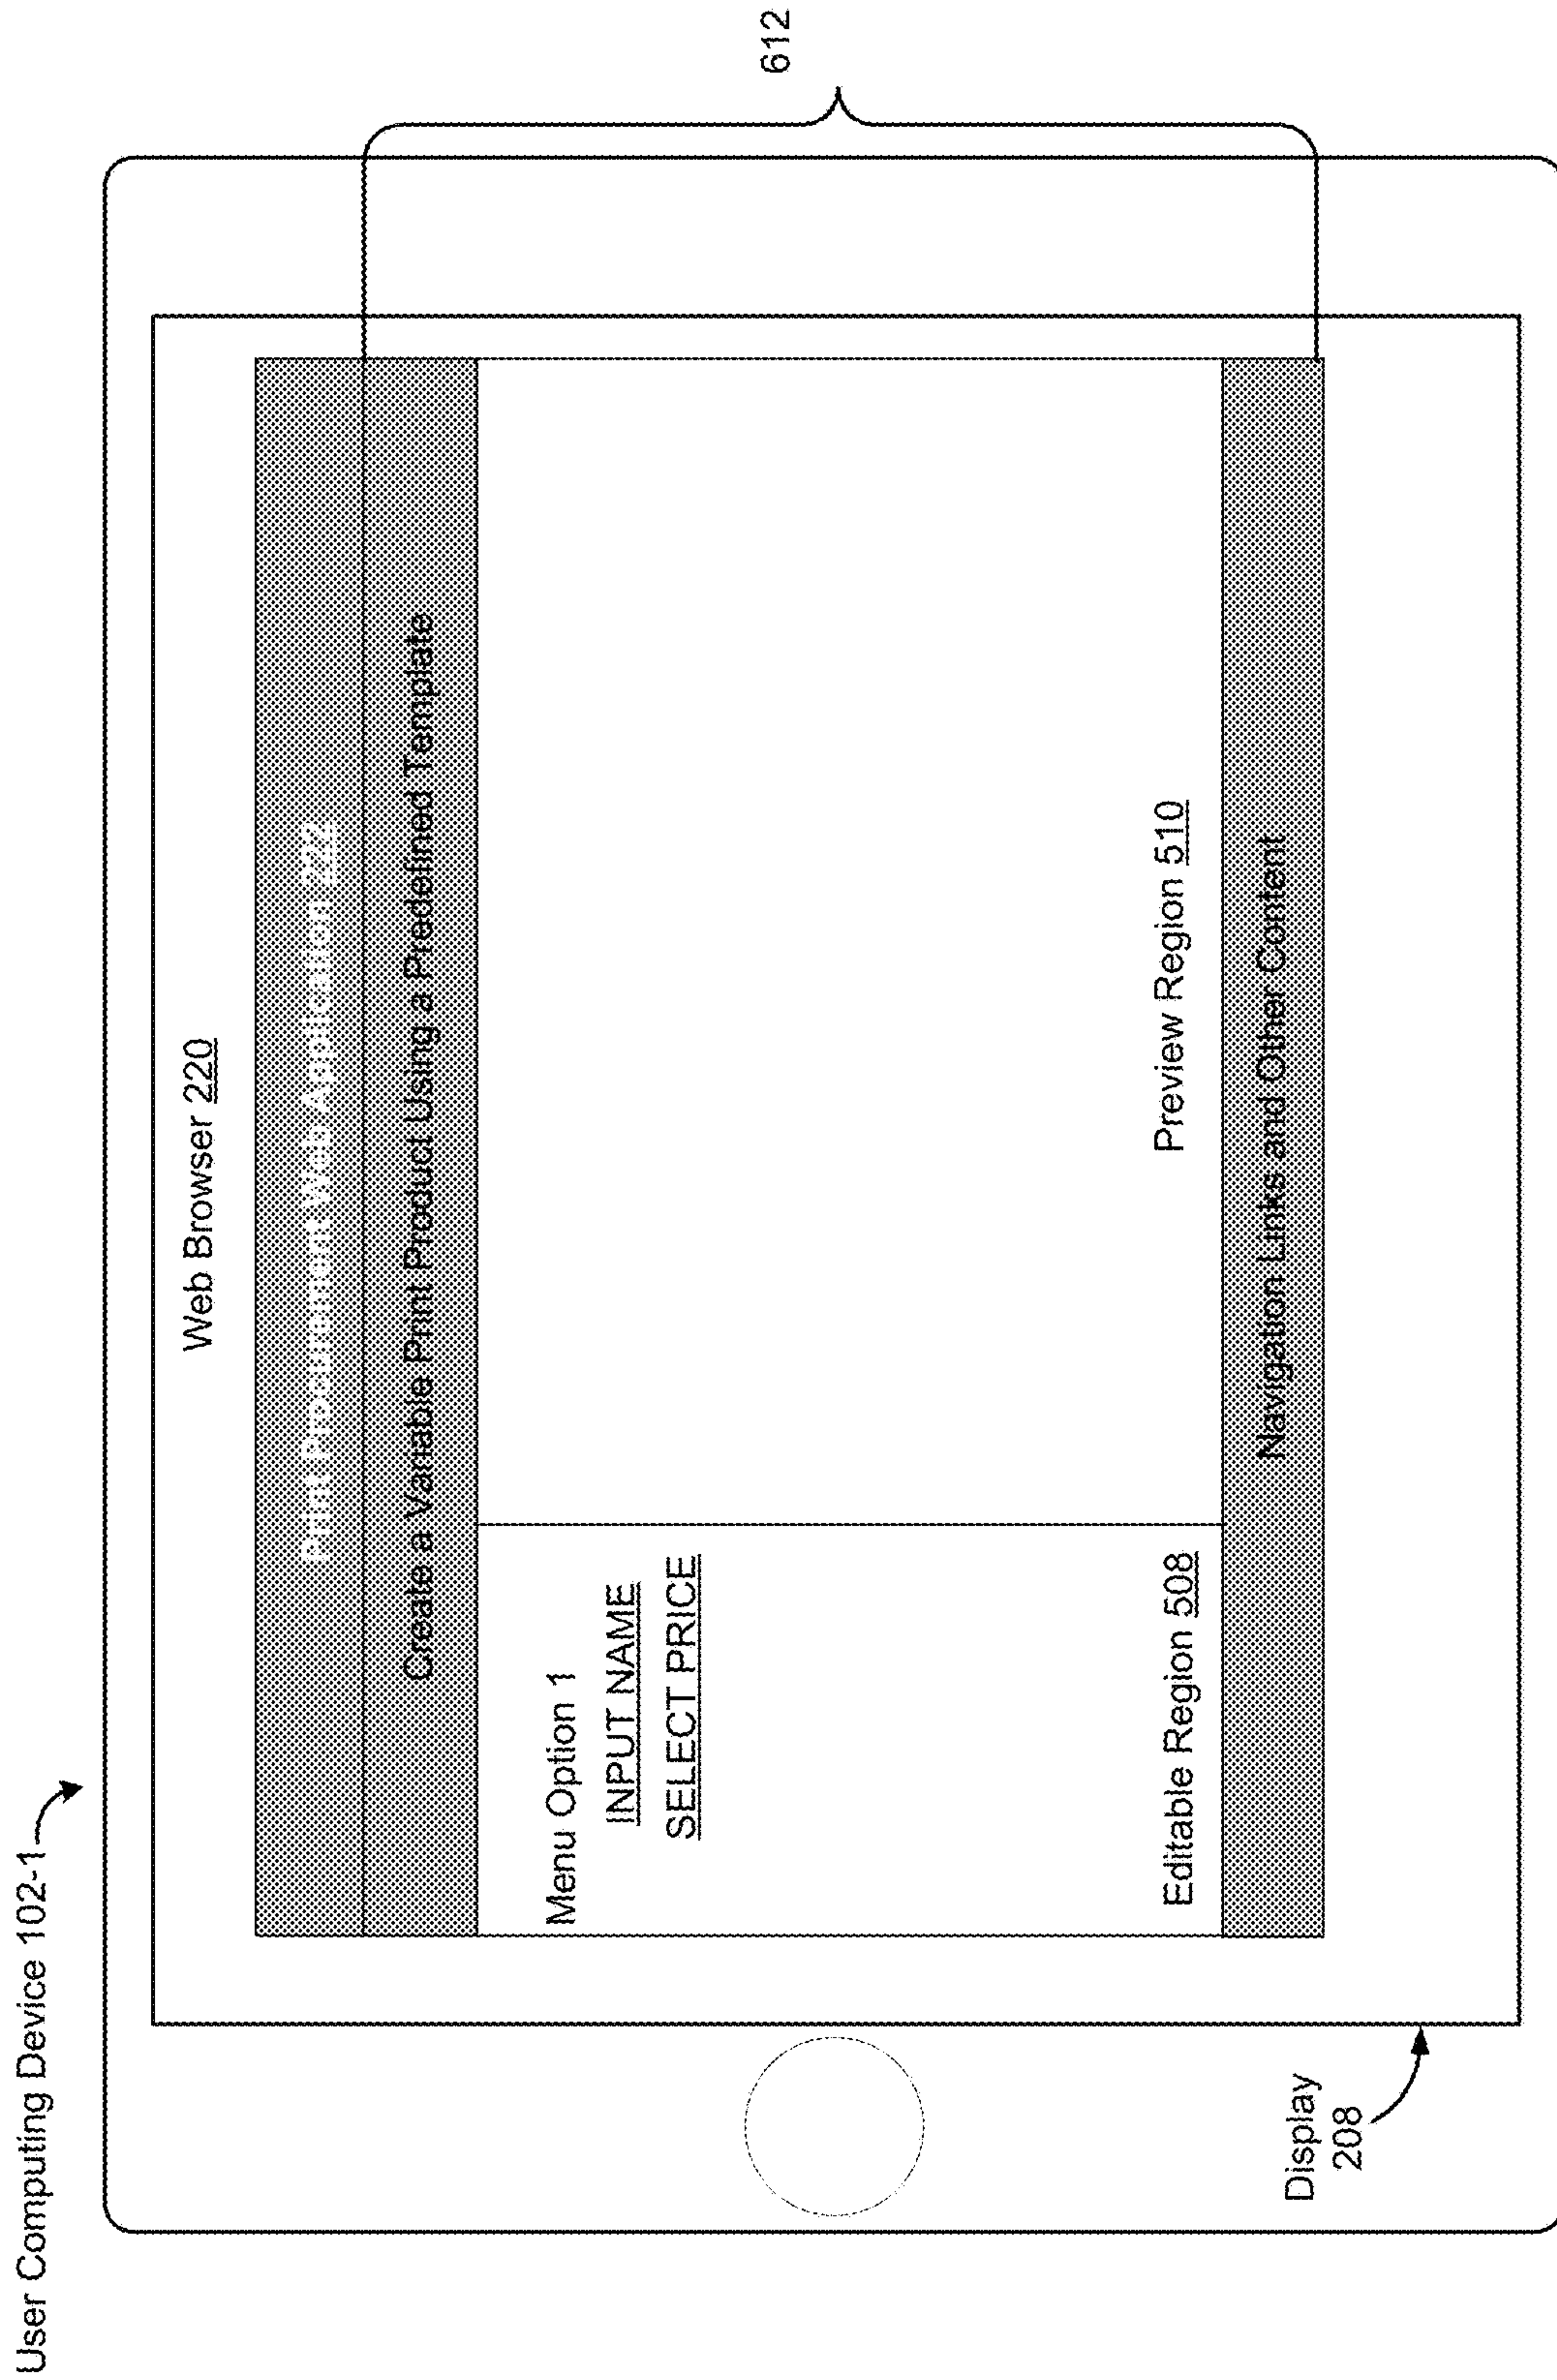 User Computing Device 102-1
Web Browser 220
Print Procurement Web Application 222
Create a Variable Print Product Using a Predefined Template
Menu Option 1
INPUT NAME
SELECT PRICE
Editable Region 508
Preview Region 510
Navigation Links and Other Content
Display
208
612